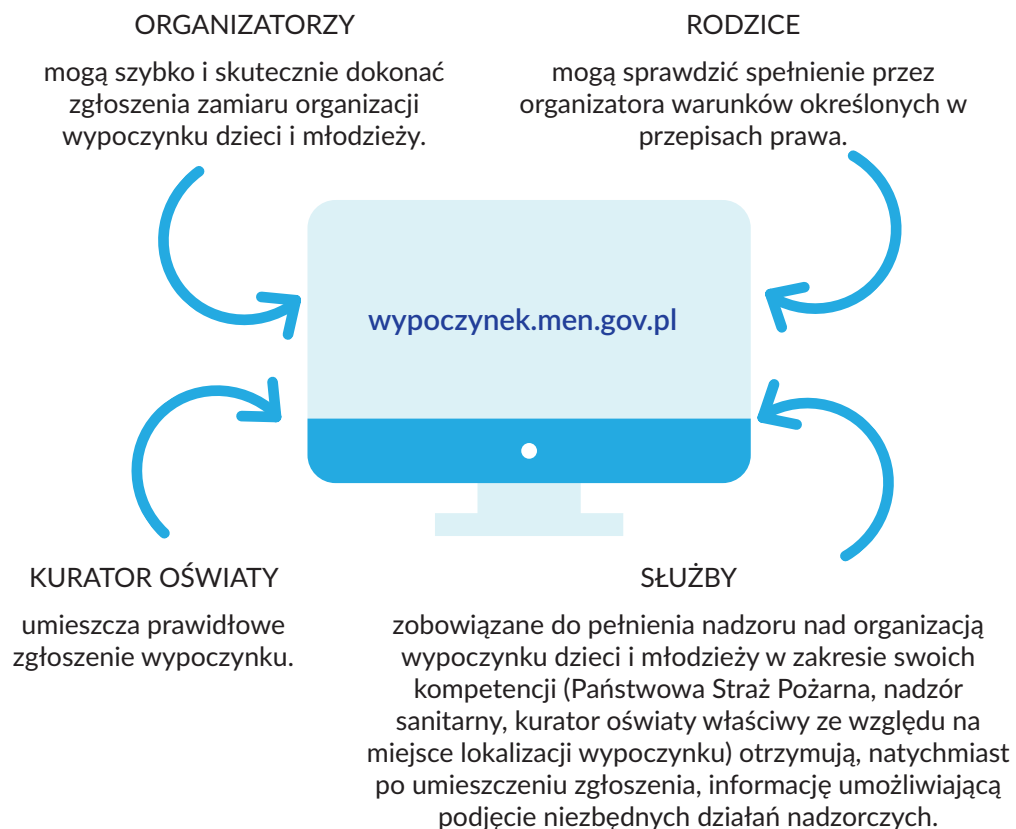 ORGANIZATORZY
mogą szybko i skutecznie dokonać
zgłoszenia zamiaru organizacji
wypoczynku dzieci i młodzieży.
RODZICE
mogą sprawdzić spełnienie przez
organizatora warunków określonych w
przepisach prawa.
wypoczynek.men.gov.pl
KURATOR OŚWIATY
umieszcza prawidłowe
zgłoszenie wypoczynku.
SŁUŻBY
zobowiązane do pełnienia nadzoru nad organizacją
wypoczynku dzieci i młodzieży w zakresie swoich
kompetencji (Państwowa Straż Pożarna, nadzór
sanitarny, kurator oświaty właściwy ze względu na
miejsce lokalizacji wypoczynku) otrzymują, natychmiast
po umieszczeniu zgłoszenia, informację umożliwiającą
podjęcie niezbędnych działań nadzorczych.